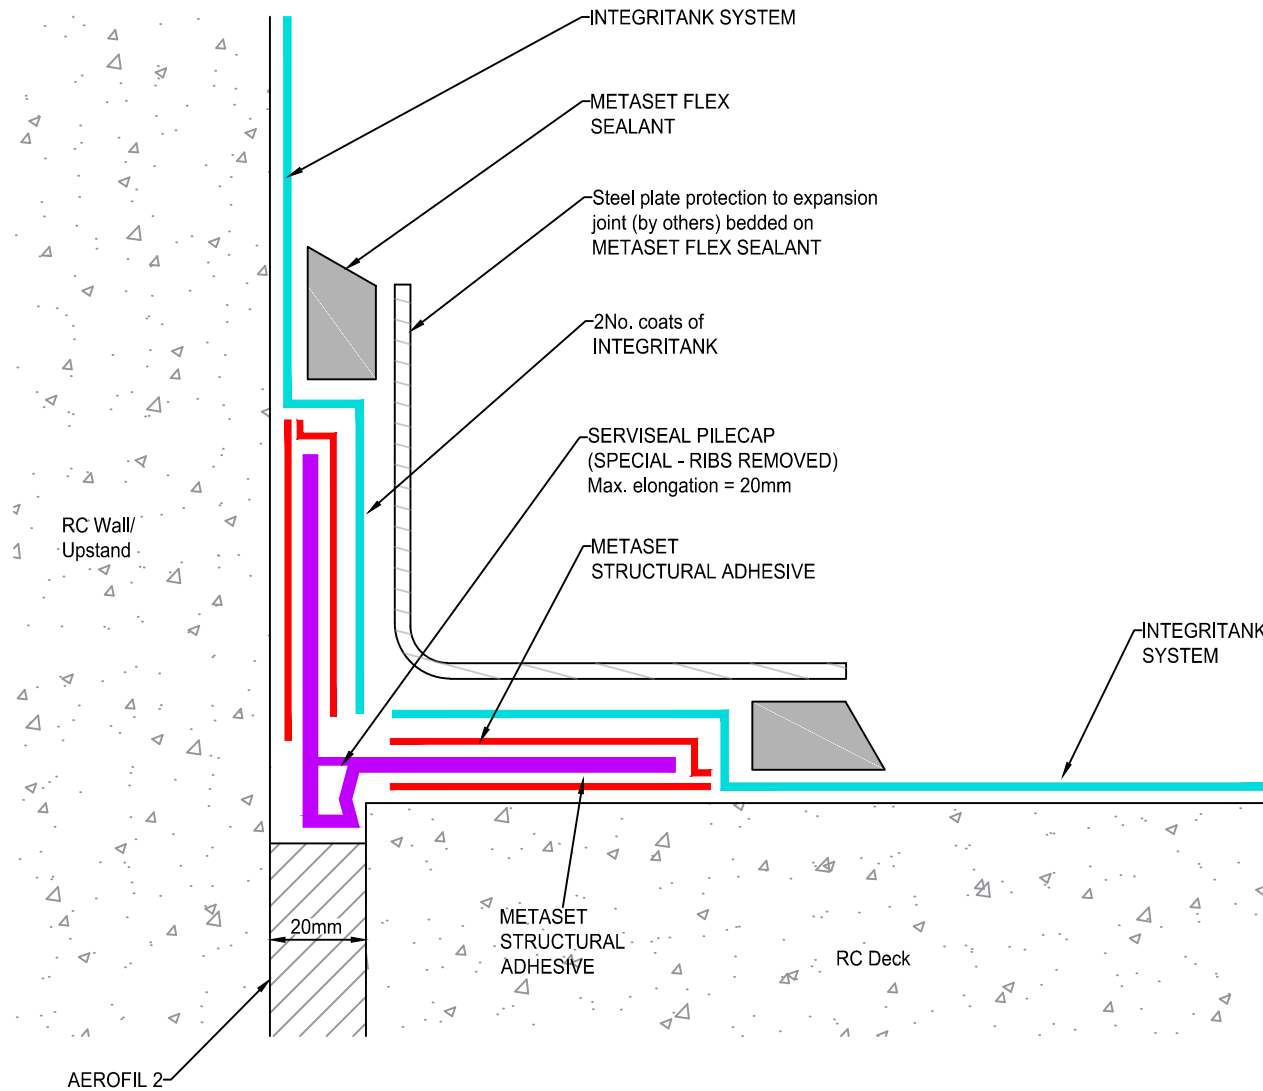 INTEGRITANK SYSTEM
METASET FLEX
SEALANT
Steel plate protection to expansion
joint (by others) bedded on
METASET FLEX SEALANT
2No. coats of
INTEGRITANK
SERVISEAL PILECAP
(SPECIAL - RIBS REMOVED)
Max. elongation = 20mm
RC Wall/
Upstand
METASET
STRUCTURAL ADHESIVE
INTEGRITANK
SYSTEM
METASET
STRUCTURAL
ADHESIVE
20mm
RC Deck
AEROFIL 2